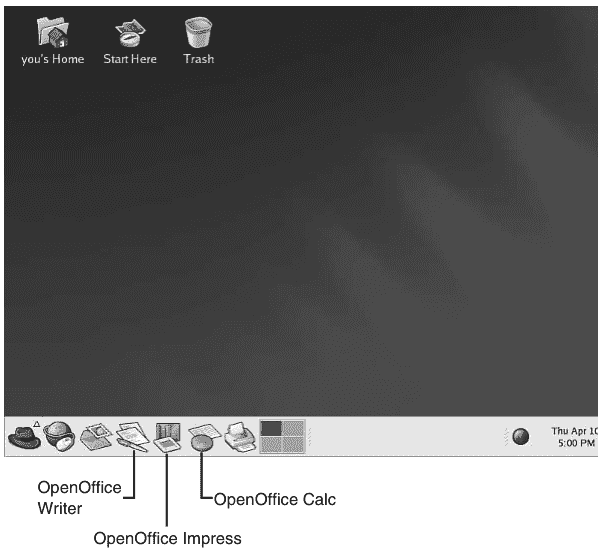 you's Home
Start Here
Trash
Thu Apr 10
5:00 PM
OpenOffice
Writer
OpenOffice Calc
OpenOffice Impress